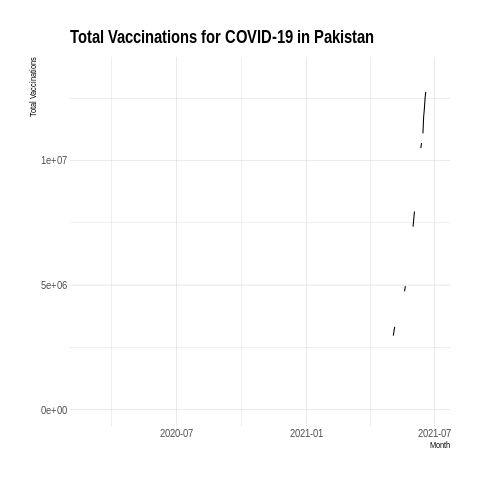 Total Vaccinations for COVID-19 in Pakistan
Total Vaccinations
1e+07
5e+06
0e+00
2020-07
2021-01
2021-07
Month